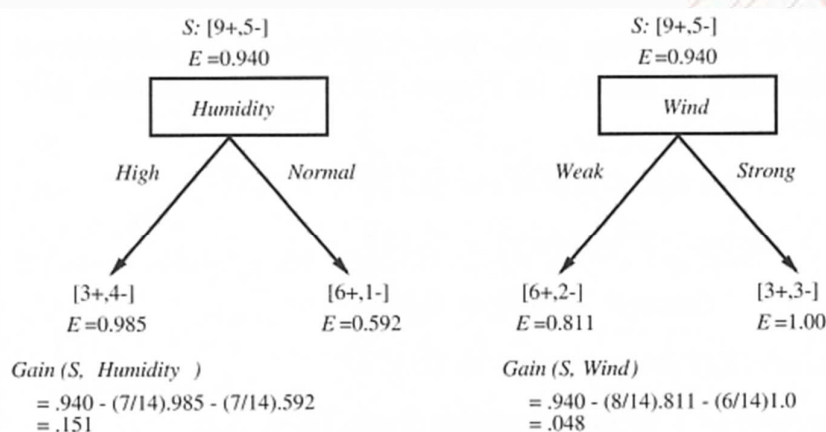 S: [9+,5-]
E =0.940
Humidity
High
Normal
[3+,4-]
E=0.985
[6+,1-]
E=0.592
Gain (S, Humidity )
= .940 - (7/14).985 - (7/14).592
= .151
S: [9+,5-]
E =0.940
Wind
Weak
Strong
[6+,2-]
E=0.811
[3+,3-]
E=1.00
Gain (S, Wind)
= .940 - (8/14).811 - (6/14)1.0
= .048